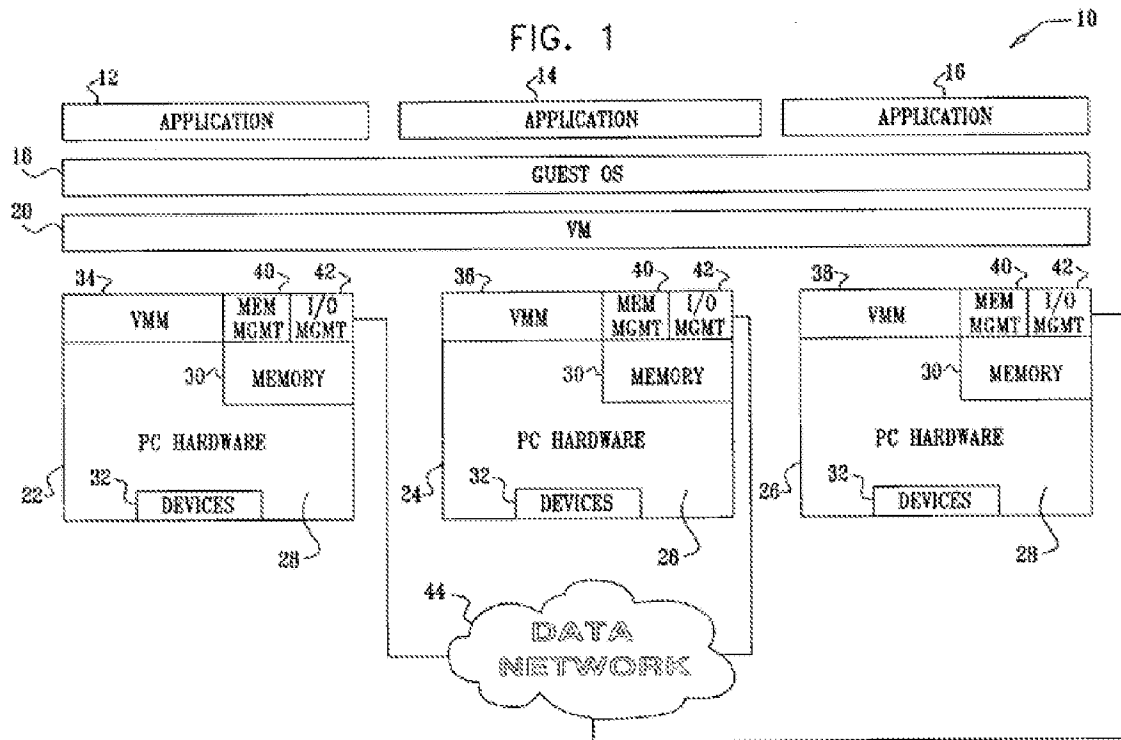 FIG. 1
10
12
14
16
APPLICATION
APPLICATION
APPLICATION
18
GUEST OS
20
VM
34
40
42
36
40
42
38
40
42
VMM
MEM
MGMT
I/O
MGMT
VMM
MEM
MGMT
I/O
MGMT
VMM
MEM
MGMT
I/O
MGMT
30
MEMORY
30
MEMORY
30
MEMORY
PC HARDWARE
PC HARDWARE
PC HARDWARE
22
32
DEVICES
24
32
DEVICES
26
32
DEVICES
28
28
28
44
DATA
NETWORK